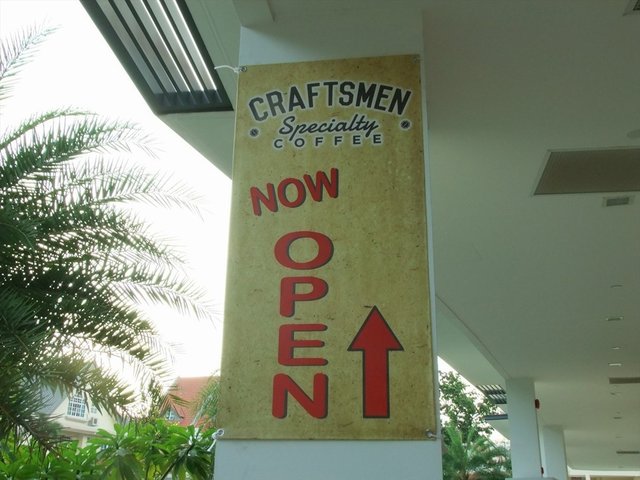 CRAFTSMEN
Specialty
COFFEE
NOW
OPEN